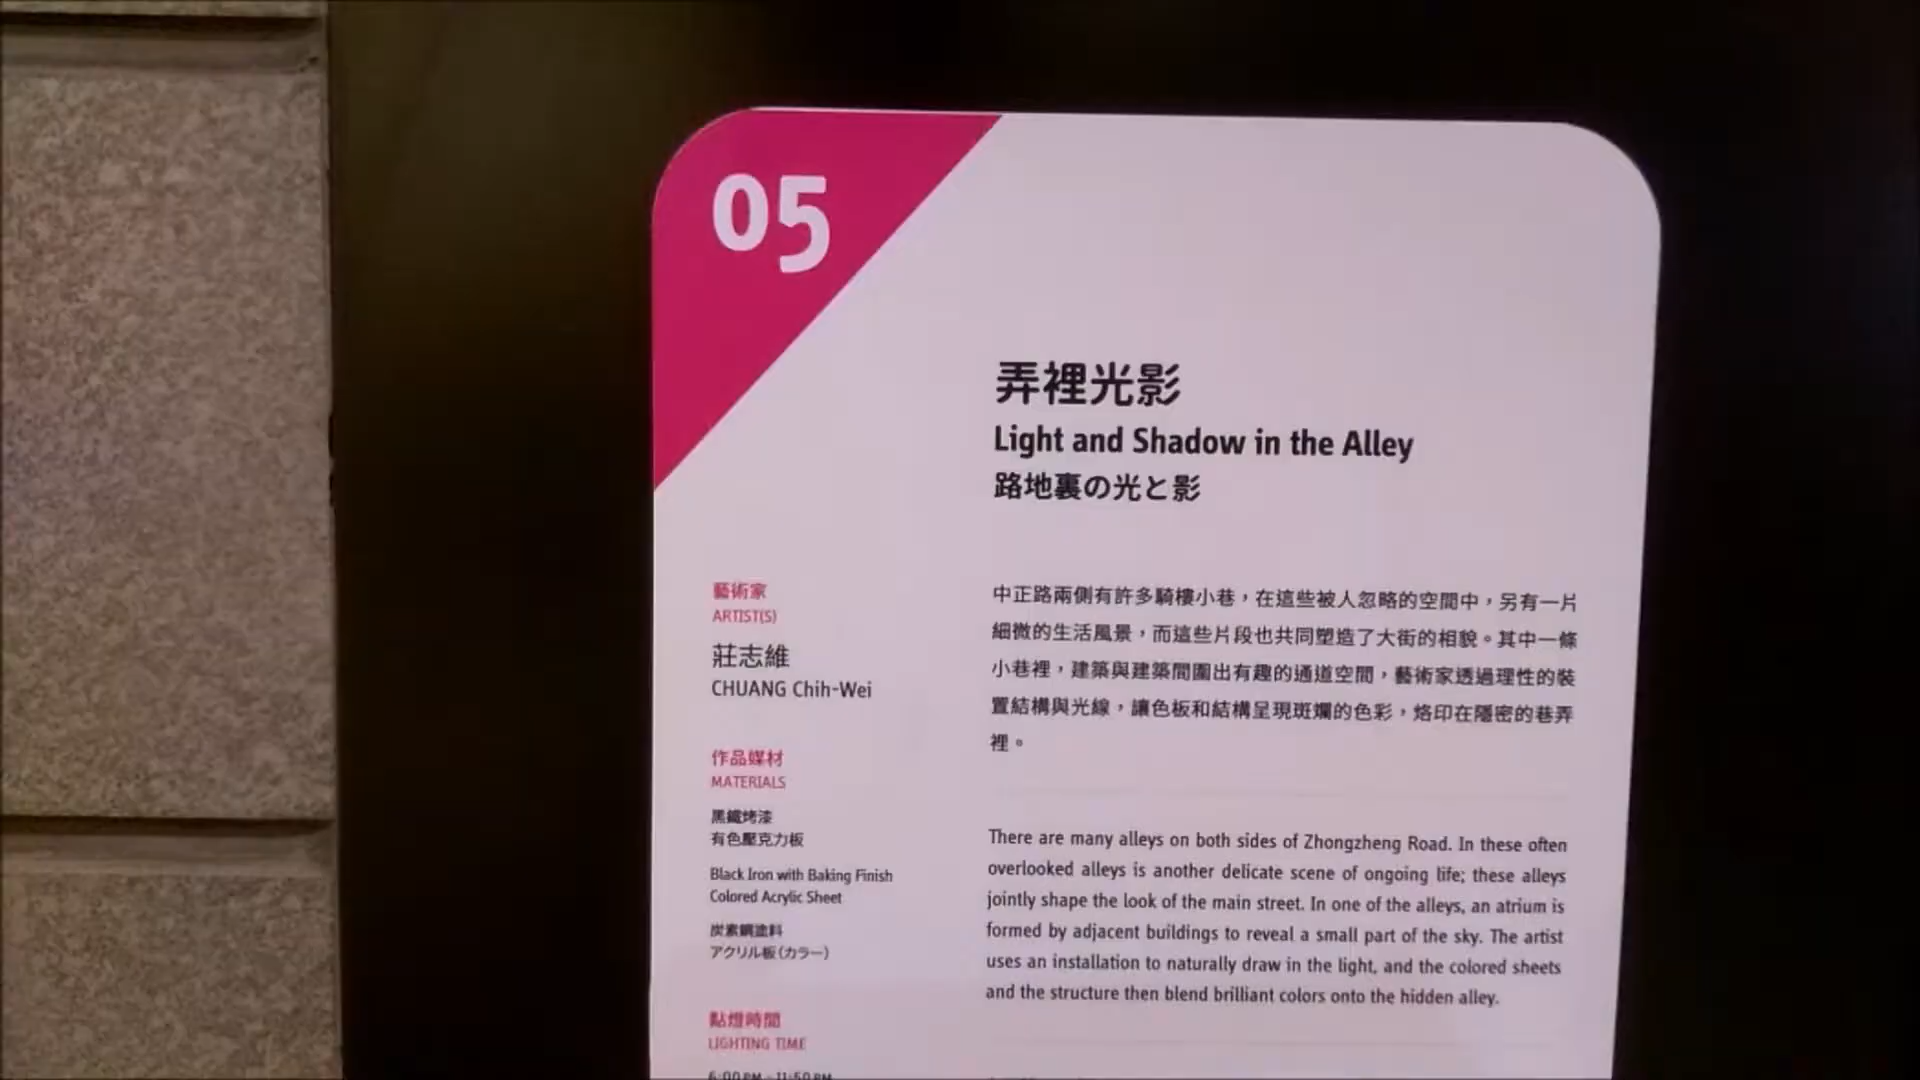 05
弄裡光影
Light and Shadow in the Alley
路地裏の光と影
藝術家
ARTIST(S)
莊志維
CHUANG Chih-Wei
作品媒材
MATERIALS
黑鐵烤漆
有色壓克力板
Black Iron with Baking Finish
Colored Acrylic Sheet
炭素鋼塗料
アクリル板(カラー)
點燈時間
LIGHTING TIME
6:00 PM - 11:50 PM
中正路兩側有許多騎樓小巷，在這些被人忽略的空間中，另有一片
細微的生活風景，而這些片段也共同塑造了大街的相貌。其中一條
小巷裡，建築與建築間圍出有趣的通道空間，藝術家透過理性的裝
置結構與光線，讓色板和結構呈現斑斕的色彩，烙印在隱密的巷弄
裡。
There are many alleys on both sides of Zhongzheng Road. In these often
overlooked alleys is another delicate scene of ongoing life; these alleys
jointly shape the look of the main street. In one of the alleys, an atrium is
formed by adjacent buildings to reveal a small part of the sky. The artist
uses an installation to naturally draw in the light, and the colored sheets
and the structure then blend brilliant colors onto the hidden alley.